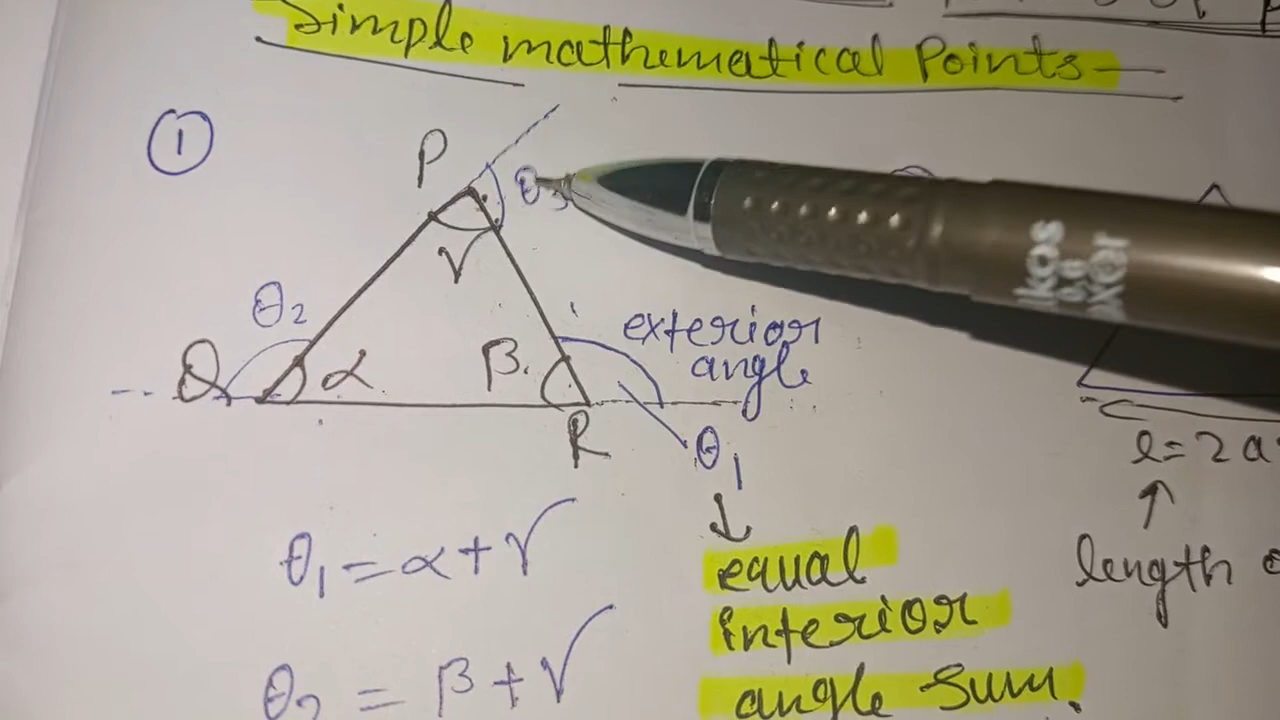 Simple mathematical Points
①
P
θ3
γ
θ2
Q
α
β
exterior
angle
R
θ1
θ1 = α + γ
θ2 = β + γ
equal
interior
angle Sum.
l = 2a
length